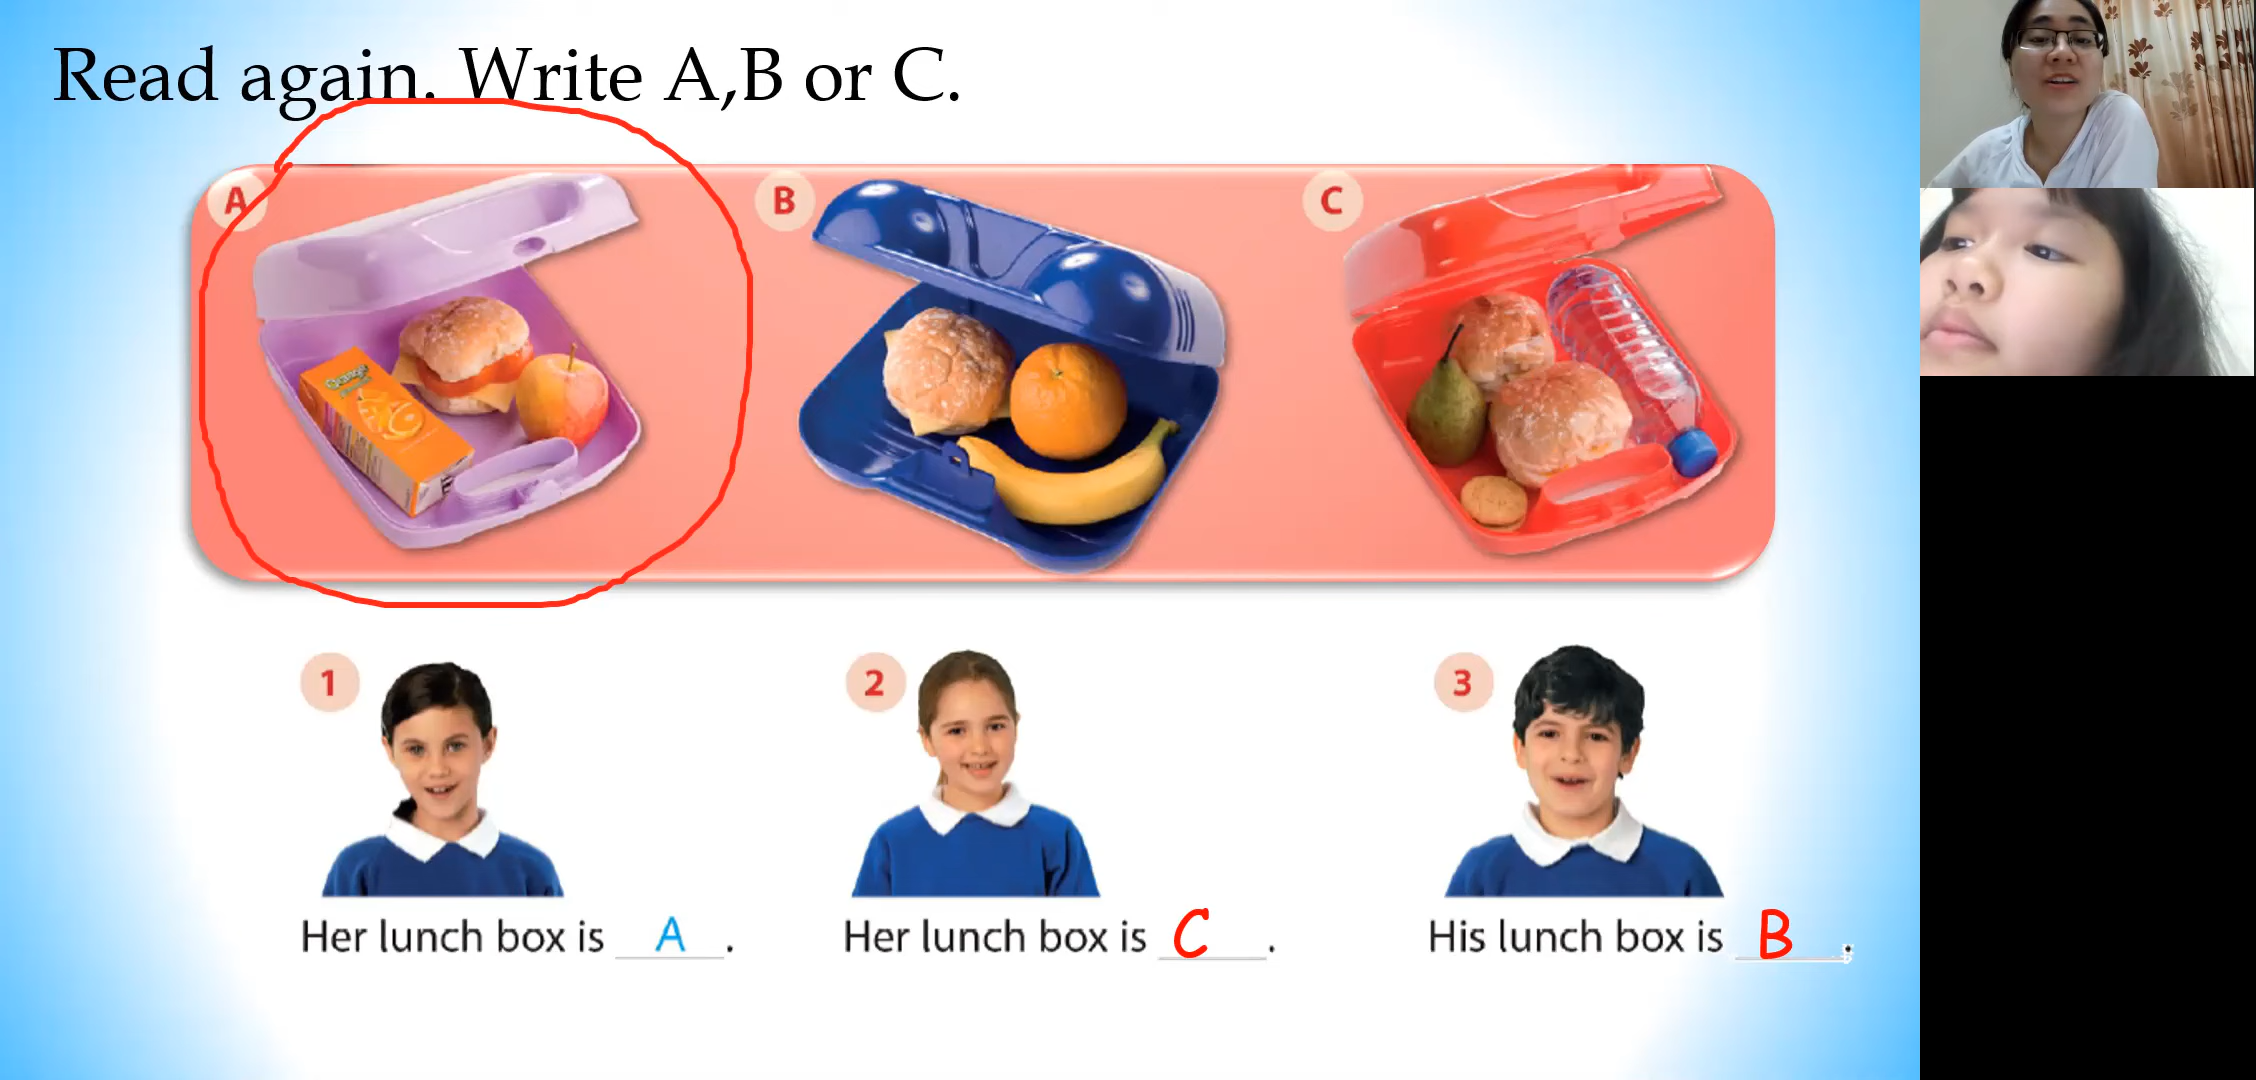 Read again. Write A,B or C.
A B C
Orange
1 2 3
Her lunch box is A.
Her lunch box is C.
His lunch box is B.